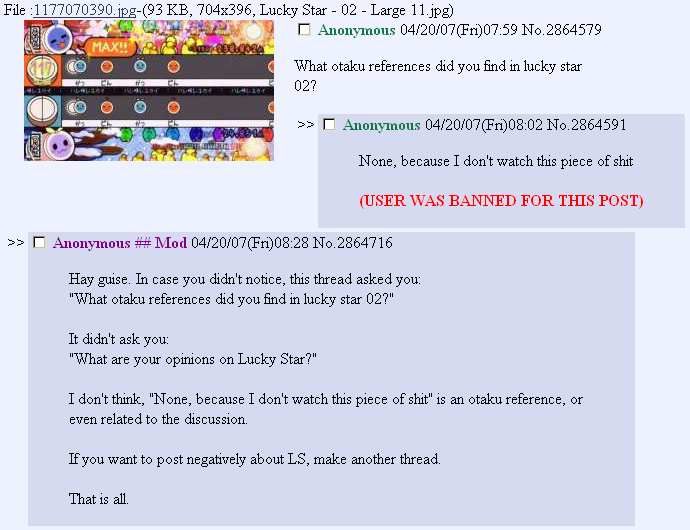 File :1177070390.jpg-(93 KB, 704x396, Lucky Star - 02 - Large 11.jpg)
MAX!!
Anonymous 04/20/07(Fri)07:59 No.2864579
What otaku references did you find in lucky star
02?
>> Anonymous 04/20/07(Fri)08:02 No.2864591
None, because I don't watch this piece of shit
(USER WAS BANNED FOR THIS POST)
>> Anonymous ## Mod 04/20/07(Fri)08:28 No.2864716
Hay guise. In case you didn't notice, this thread asked you:
"What otaku references did you find in lucky star 02?"
It didn't ask you:
"What are your opinions on Lucky Star?"
I don't think, "None, because I don't watch this piece of shit" is an otaku reference, or
even related to the discussion.
If you want to post negatively about LS, make another thread.
That is all.